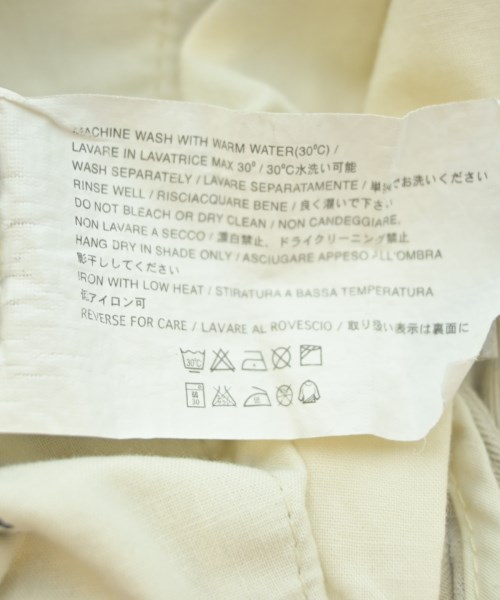 MACHINE WASH WITH WARM WATER(30°C) /
LAVARE IN LAVATRICE MAX 30° / 30°C水洗い可能
WASH SEPARATELY / LAVARE SEPARATAMENTE / 単独でお洗いください
RINSE WELL / RISCIACQUARE BENE / 良く濯いで下さい
DO NOT BLEACH OR DRY CLEAN / NON CANDEGGIARE.
NON LAVARE A SECCO / 漂白禁止、ドライクリーニング禁止
HANG DRY IN SHADE ONLY / ASCIUGARE APPESO ALL'OMBRA
影干ししてください
IRON WITH LOW HEAT / STIRATURA A BASSA TEMPERATURA
低アイロン可
REVERSE FOR CARE / LAVARE AL ROVESCIO / 取り扱い表示は裏面に
30°C
30